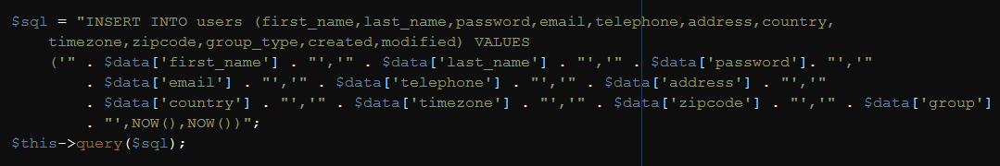 $sql = "INSERT INTO users (first_name,last_name,password,email,telephone,address,country,
timezone,zipcode,group_type,created,modified) VALUES
('" . $data['first_name'] . "','" . $data['last_name'] . "','" . $data['password']. "','"
. $data['email'] . "','" . $data['telephone'] . "','" . $data['address'] . "','"
. $data['country'] . "','" . $data['timezone'] . "','" . $data['zipcode'] . "','" . $data['group']
. "',NOW(),NOW())";
$this->query($sql);